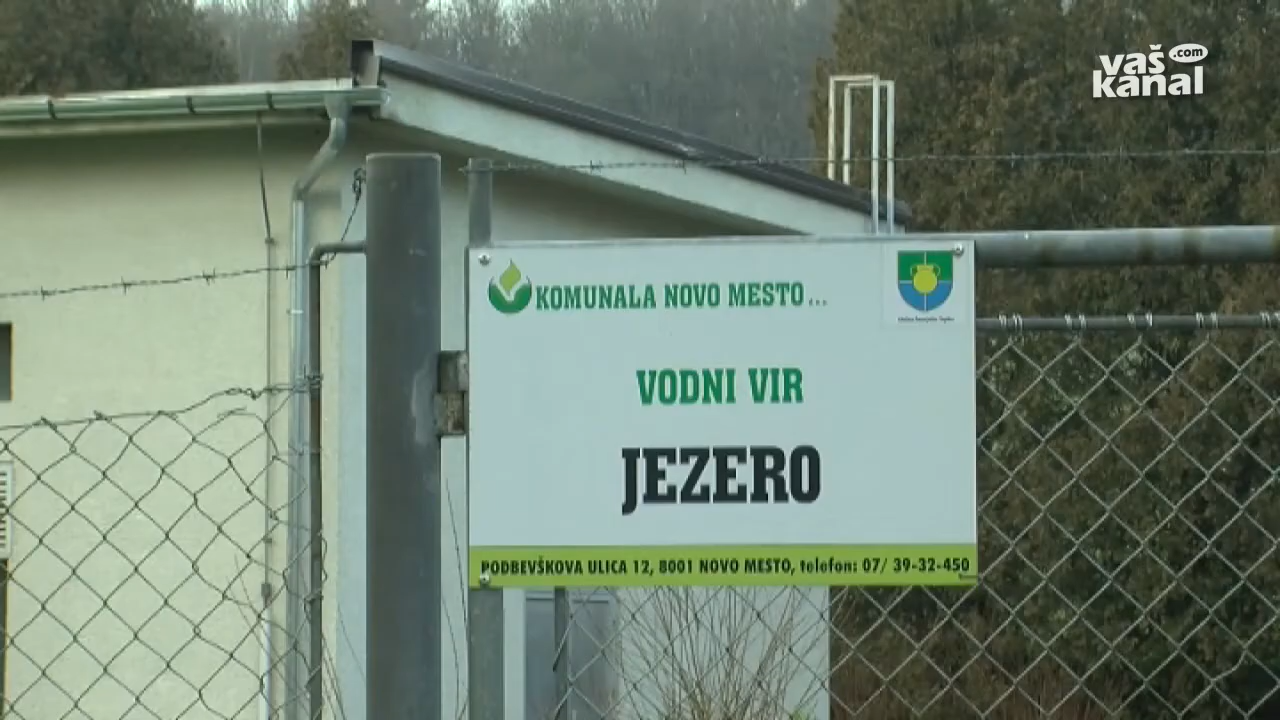 vaš .com
kanal
KOMUNALA NOVO MESTO...
VODNI VIR
JEZERO
PODBEVŠKOVA ULICA 12, 8001 NOVO MESTO, telefon: 07/ 39-32-450